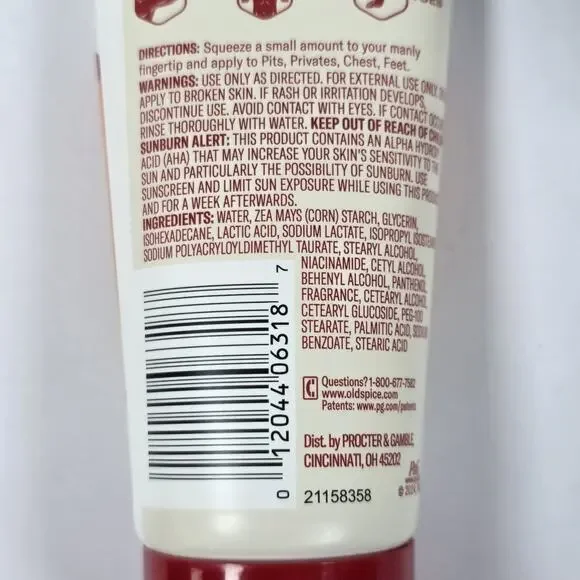 DIRECTIONS: Squeeze a small amount to your manly
fingertip and apply to Pits, Privates, Chest, Feet.
WARNINGS: USE ONLY AS DIRECTED. FOR EXTERNAL USE ONLY.
APPLY TO BROKEN SKIN. IF RASH OR IRRITATION DEVELOPS,
DISCONTINUE USE. AVOID CONTACT WITH EYES. IF CONTACT
RINSE THOROUGHLY WITH WATER. KEEP OUT OF REACH OF
SUNBURN ALERT: THIS PRODUCT CONTAINS AN ALPHA
ACID (AHA) THAT MAY INCREASE YOUR SKIN'S SENSITIVITY TO THE
SUN AND PARTICULARLY THE POSSIBILITY OF SUNBURN. USE
SUNSCREEN AND LIMIT SUN EXPOSURE WHILE USING THIS
AND FOR A WEEK AFTERWARDS.
INGREDIENTS: WATER, ZEA MAYS (CORN) STARCH, GLYCERIN,
ISOHEXADECANE, LACTIC ACID, SODIUM LACTATE, ISOPROPYL
SODIUM POLYACRYLOYLDIMETHYL TAURATE, STEARYL ALCOHOL,
NIACINAMIDE, CETYL ALCOHOL,
BEHENYL ALCOHOL, PANTHENOL,
FRAGRANCE, CETEARYL ALCOHOL,
CETEARYL GLUCOSIDE, PEG-100
STEARATE, PALMITIC ACID, SODIUM
BENZOATE, STEARIC ACID
0 12044 06318 7
Questions? 1-800-677-7582
www.oldspice.com
Patents: www.pg.com/patents
Dist. by PROCTER & GAMBLE
CINCINNATI, OH 45202
21158358
© 2024,